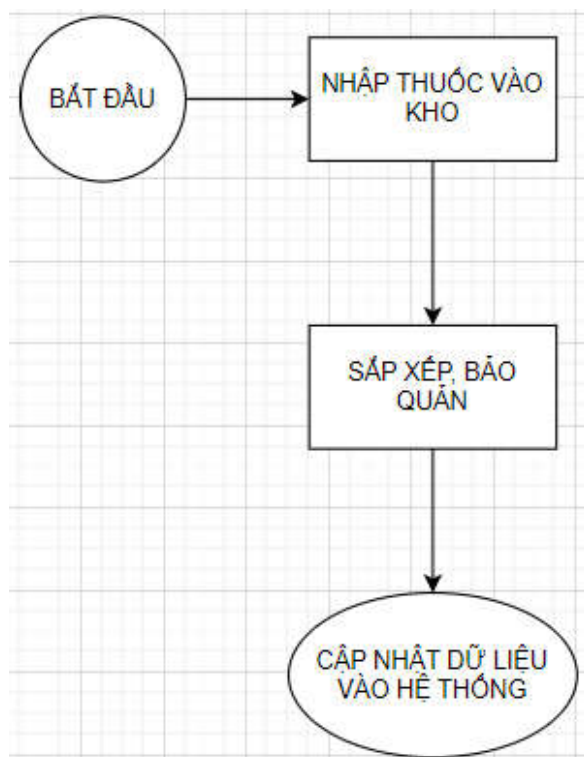 BẮT ĐẦU
NHẬP THUỐC VÀO
KHO
SẮP XẾP, BẢO
QUẢN
CẬP NHẬT DỮ LIỆU
VÀO HỆ THỐNG